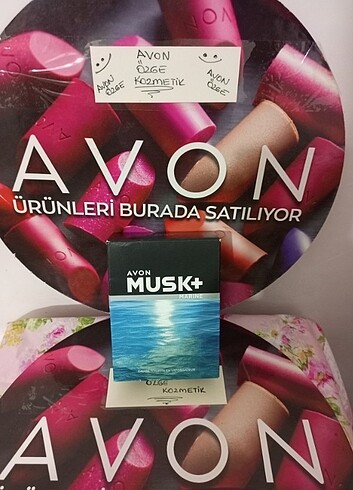 AVON
ÖZGE
KOZMETİK
AVON
ÖZGE
AVON
ÖZGE
AVON
ÜRÜNLERİ BURADA SATILIYOR
AVON
MUSK+
MARINE
ÖZGE
KOZMETİK
AVON